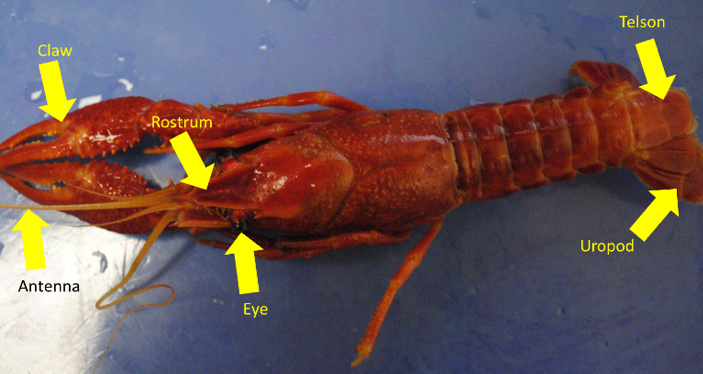 Telson
Claw
Rostrum
Uropod
Antenna
Eye